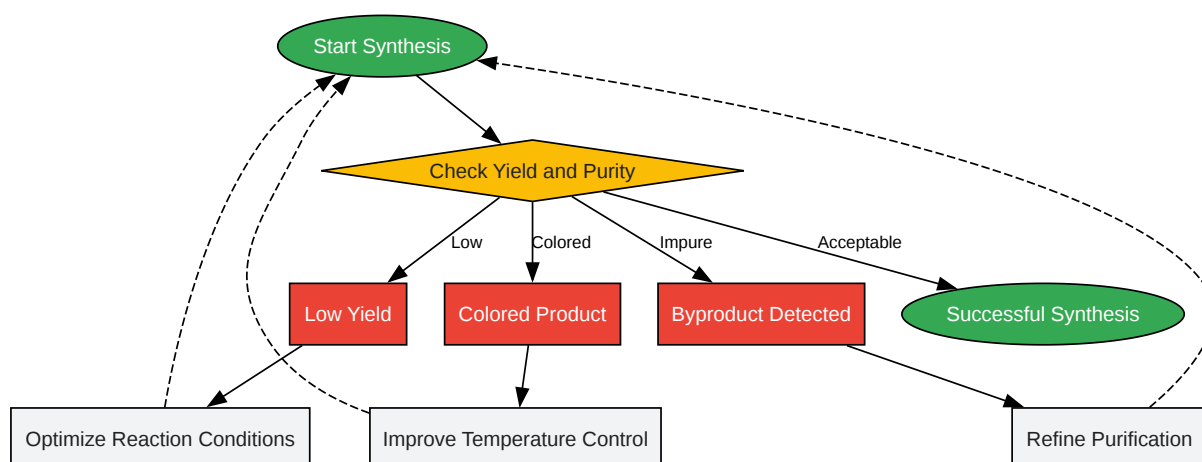 Start Synthesis
Check Yield and Purity
Low
Colored
Impure
Acceptable
Low Yield
Colored Product
Byproduct Detected
Successful Synthesis
Optimize Reaction Conditions
Improve Temperature Control
Refine Purification